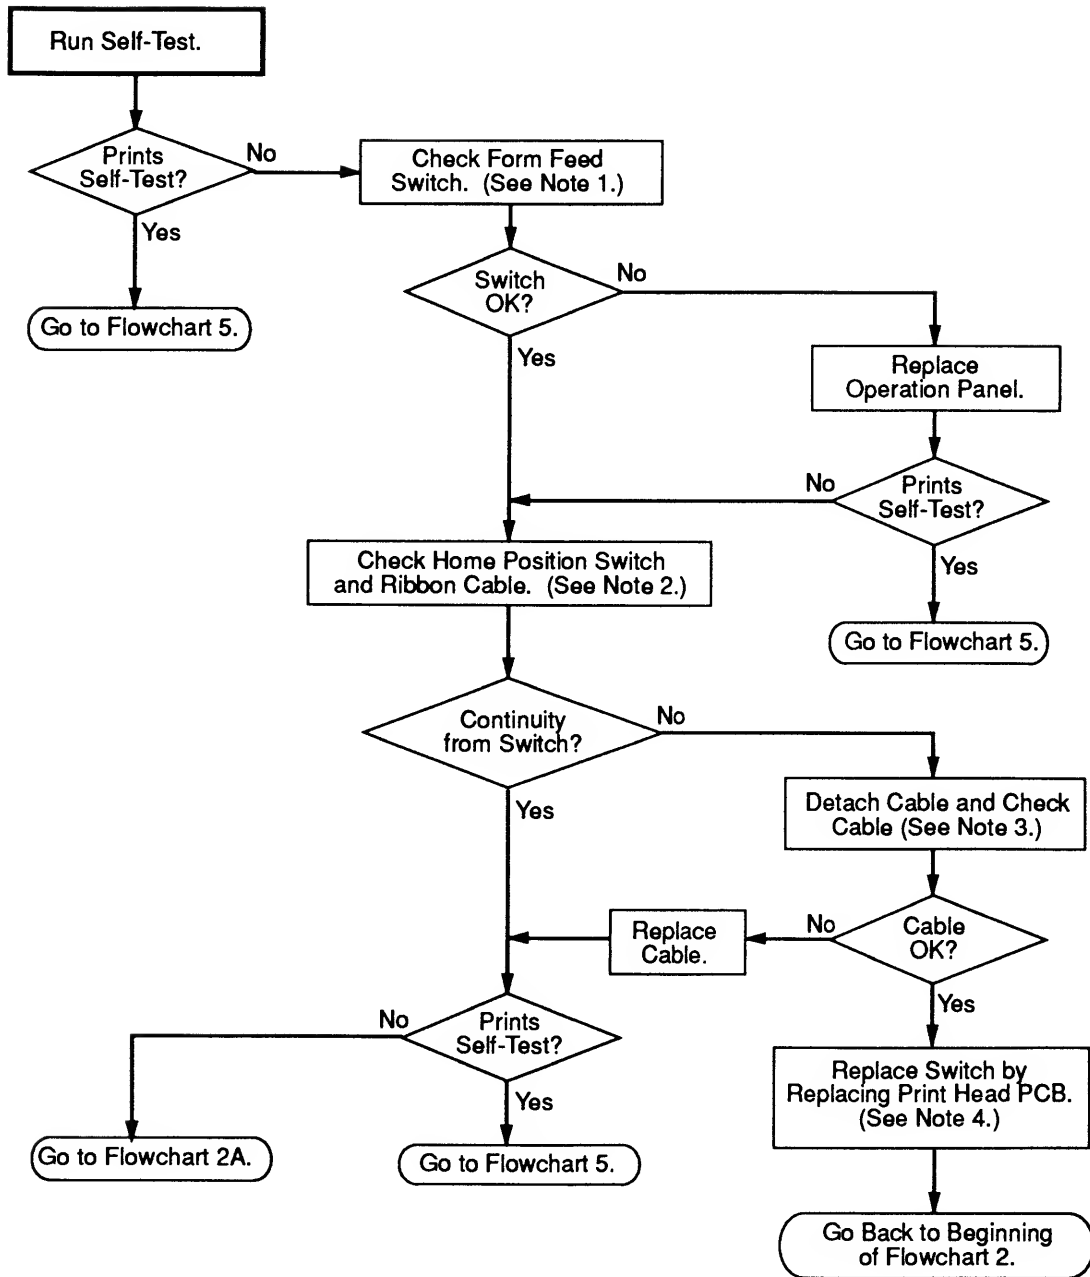 Run Self-Test.
Prints
Self-Test?
No
Yes
Go to Flowchart 5.
Check Form Feed
Switch. (See Note 1.)
Switch
OK?
No
Yes
Replace
Operation Panel.
Prints
Self-Test?
No
Yes
Go to Flowchart 5.
Check Home Position Switch
and Ribbon Cable. (See Note 2.)
Continuity
from Switch?
No
Yes
Detach Cable and Check
Cable (See Note 3.)
Cable
OK?
No
Replace
Cable.
Yes
Replace Switch by
Replacing Print Head PCB.
(See Note 4.)
Go Back to Beginning
of Flowchart 2.
Prints
Self-Test?
No
Go to Flowchart 2A.
Yes
Go to Flowchart 5.